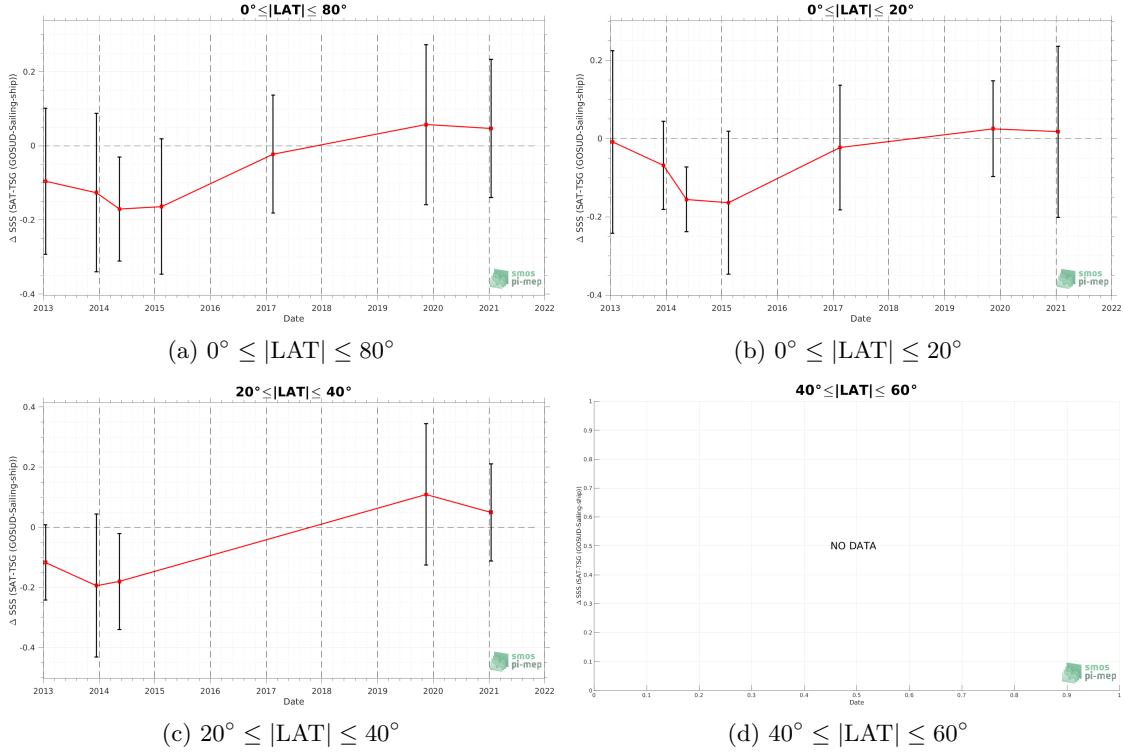 0°≤|LAT|≤ 80°
Δ SSS (SAT-TSG (GOSUD-Sailing-ship))
0.2
0
-0.2
-0.4
2013 2014 2015 2016 2017 2018 2019 2020 2021 2022
Date
smos
pi-mep
(a) 0° ≤ |LAT| ≤ 80°
0°≤|LAT|≤ 20°
Δ SSS (SAT-TSG (GOSUD-Sailing-ship))
0.2
0
-0.2
-0.4
2013 2014 2015 2016 2017 2018 2019 2020 2021 2022
Date
smos
pi-mep
(b) 0° ≤ |LAT| ≤ 20°
20°≤|LAT|≤ 40°
Δ SSS (SAT-TSG (GOSUD-Sailing-ship))
0.4
0.2
0
-0.2
-0.4
2013 2014 2015 2016 2017 2018 2019 2020 2021 2022
Date
smos
pi-mep
(c) 20° ≤ |LAT| ≤ 40°
40°≤|LAT|≤ 60°
Δ SSS (SAT-TSG (GOSUD-Sailing-ship))
1
0.9
0.8
0.7
0.6
0.5
0.4
0.3
0.2
0.1
0
NO DATA
0 0.1 0.2 0.3 0.4 0.5 0.6 0.7 0.8 0.9 1
Date
smos
pi-mep
(d) 40° ≤ |LAT| ≤ 60°